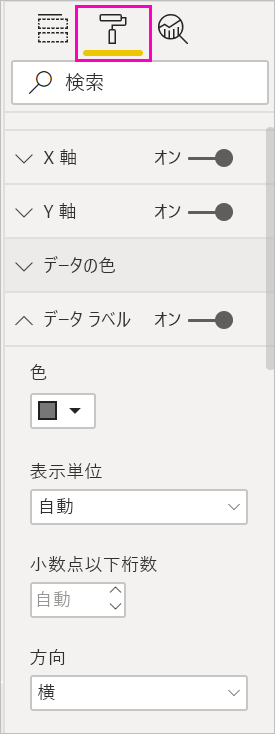 検索
X 軸 オン
Y 軸 オン
データの色
データ ラベル オン
色
表示単位
自動
小数点以下桁数
自動
方向
横